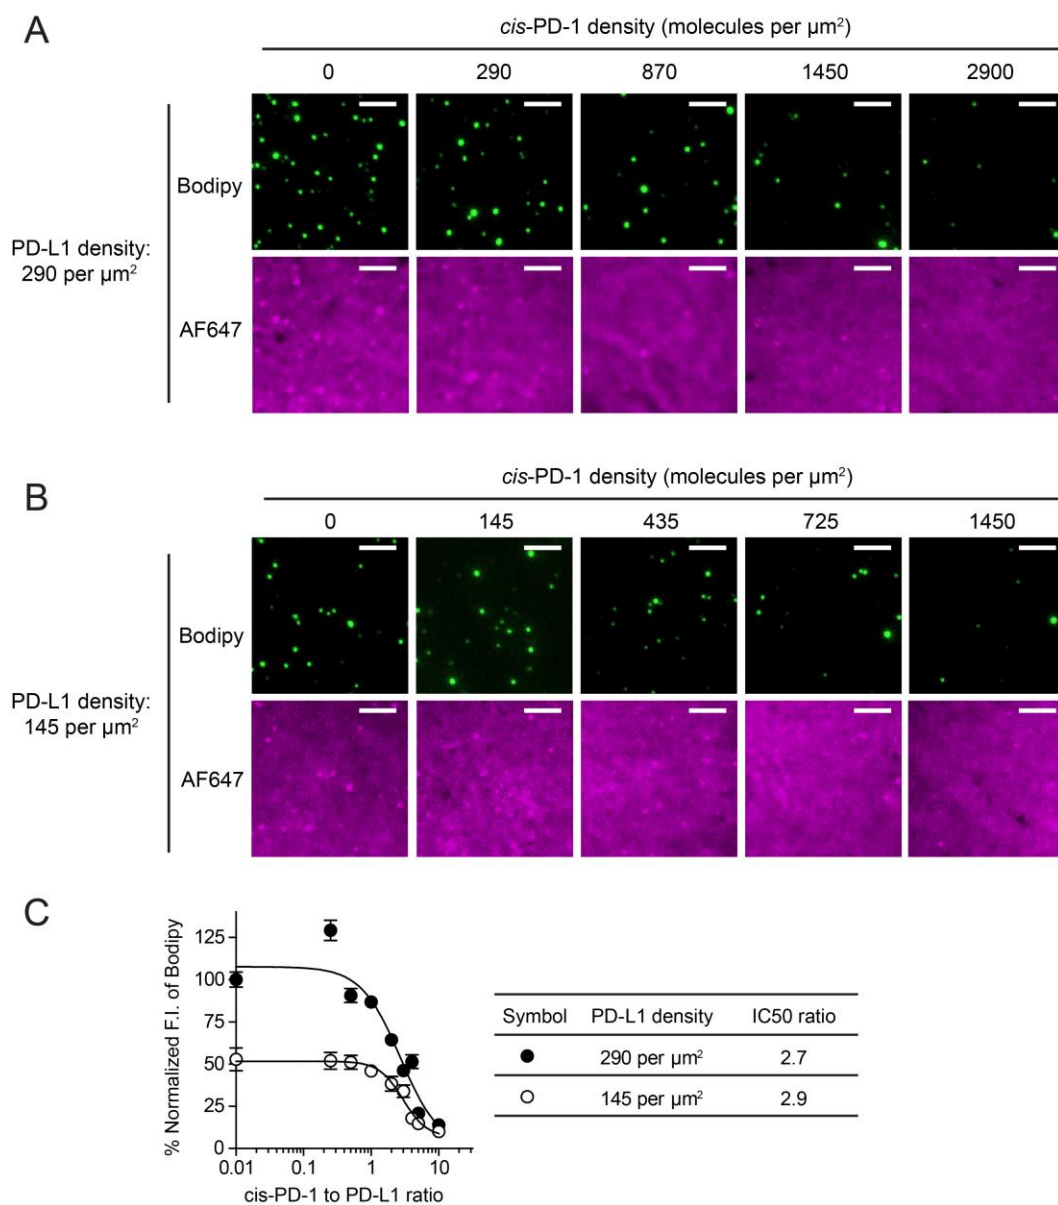 A
cis-PD-1 density (molecules per µm²)
0 290 870 1450 2900
Bodipy
PD-L1 density:
290 per µm²
AF647
B
cis-PD-1 density (molecules per µm²)
0 145 435 725 1450
Bodipy
PD-L1 density:
145 per µm²
AF647
C
% Normalized F.I. of Bodipy
125
100
75
50
25
0
0.01 0.1 1 10
cis-PD-1 to PD-L1 ratio
Symbol PD-L1 density IC50 ratio
● 290 per µm² 2.7
○ 145 per µm² 2.9